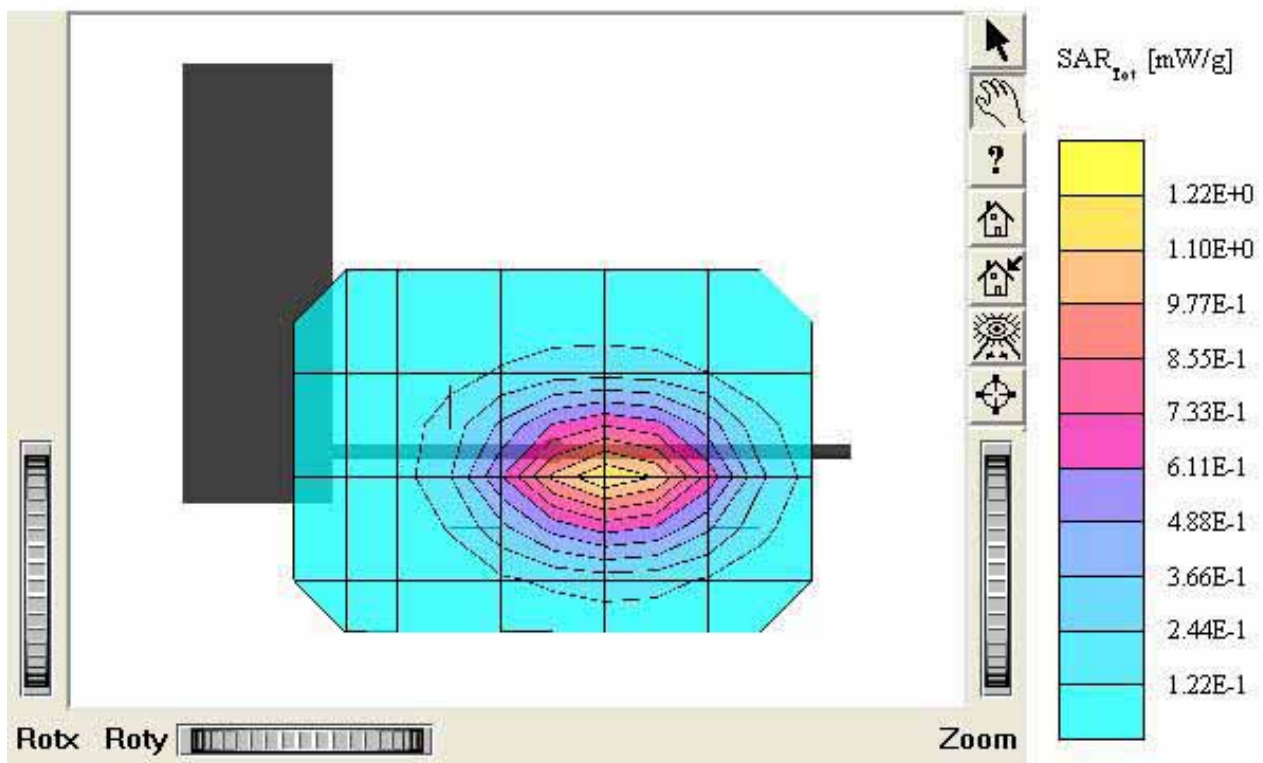 SAR_Tot [mW/g]
?
1.22E+0
1.10E+0
9.77E-1
8.55E-1
7.33E-1
6.11E-1
4.88E-1
3.66E-1
2.44E-1
1.22E-1
Rotx Roty Zoom